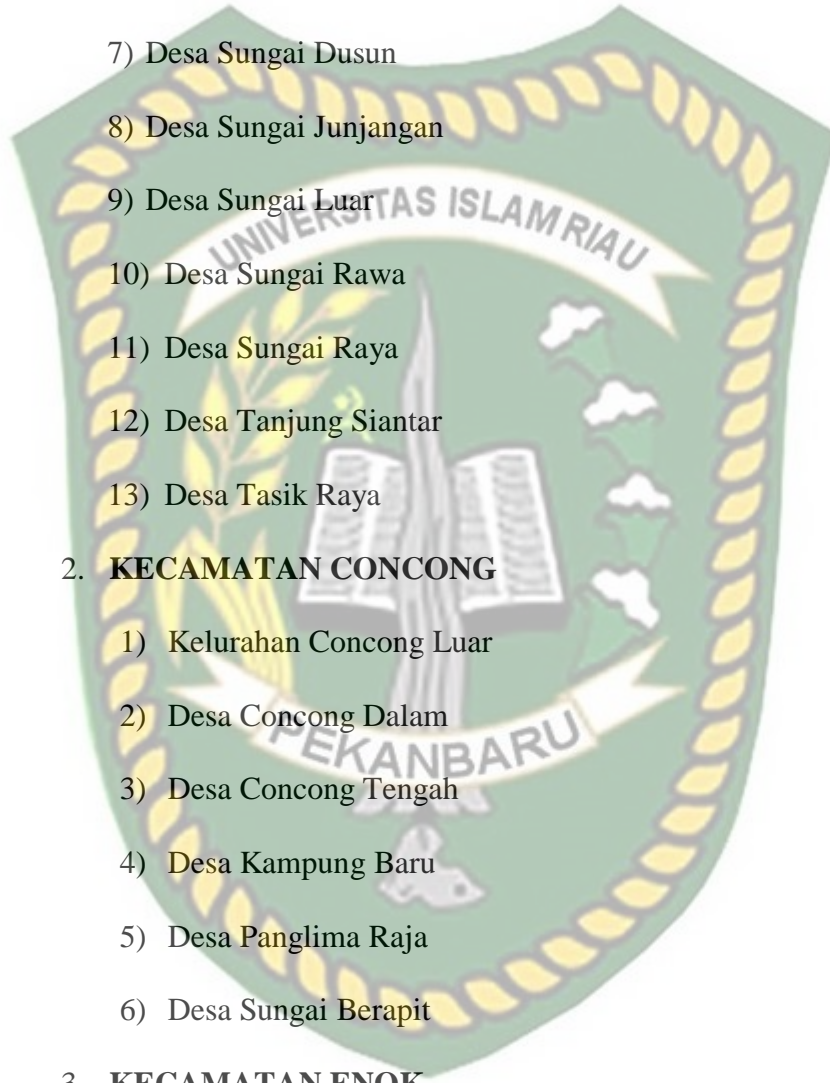 7) Desa Sungai Dusun
8) Desa Sungai Junjangan
9) Desa Sungai Luar
UNIVERSITAS ISLAM RIAU
10) Desa Sungai Rawa
11) Desa Sungai Raya
12) Desa Tanjung Siantar
13) Desa Tasik Raya
2. KECAMATAN CONCONG
1) Kelurahan Concong Luar
2) Desa Concong Dalam
PEKANBARU
3) Desa Concong Tengah
4) Desa Kampung Baru
5) Desa Panglima Raja
6) Desa Sungai Berapit
3. KECAMATAN ENOK